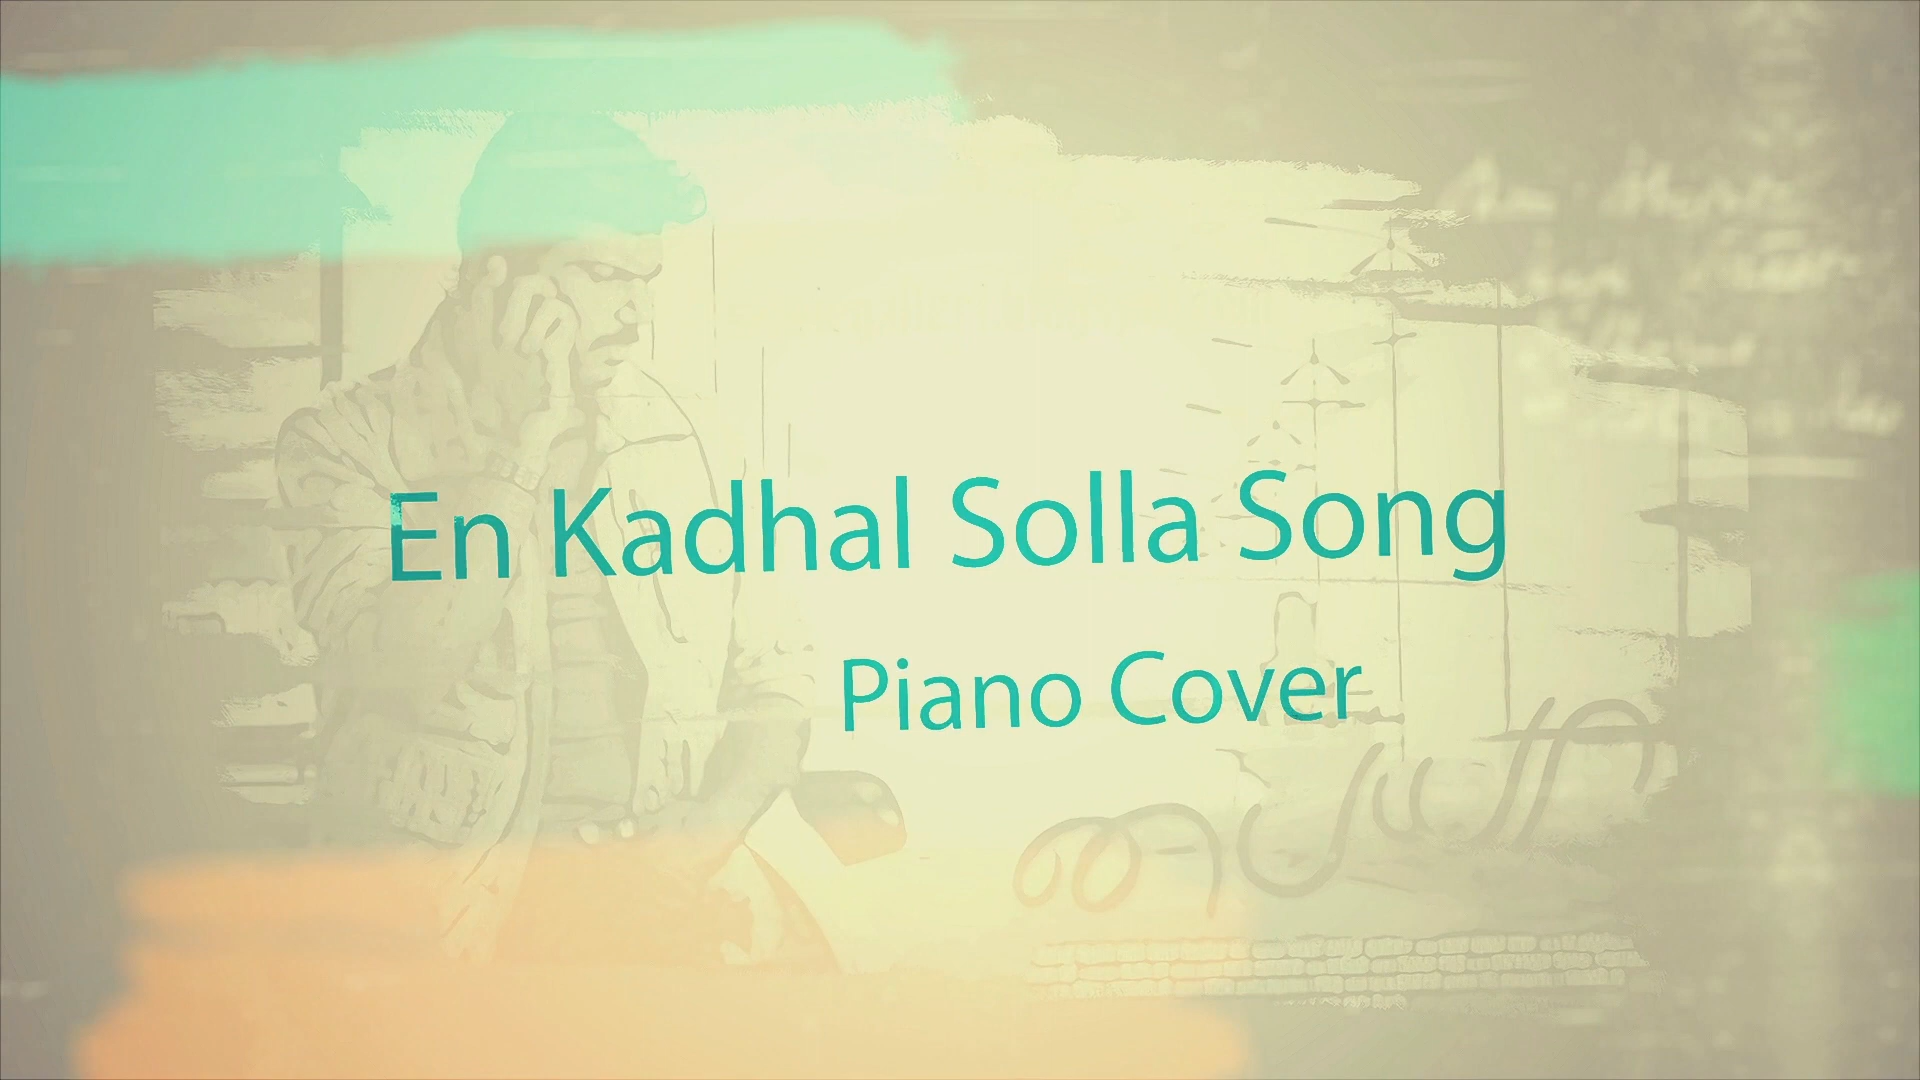 En Kadhal Solla Song
Piano Cover
பையா